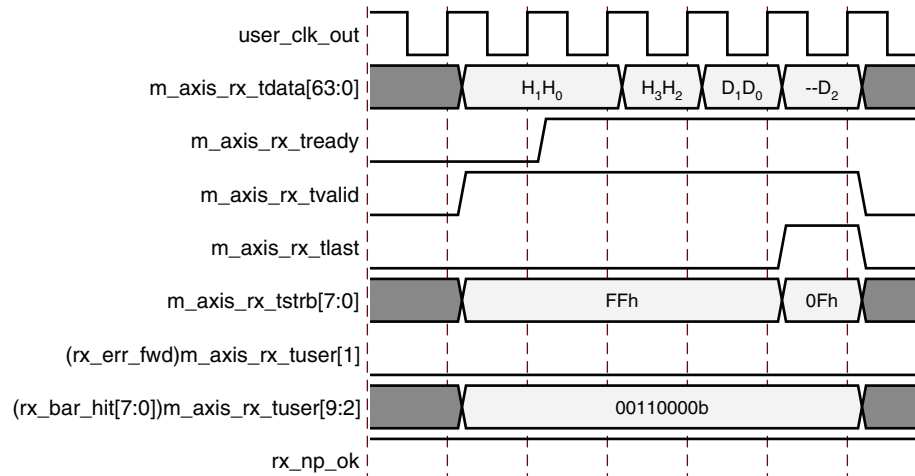 user_clk_out
m_axis_rx_tdata[63:0] H₁H₀ H₃H₂ D₁D₀ --D₂
m_axis_rx_tready
m_axis_rx_tvalid
m_axis_rx_tlast
m_axis_rx_tstrb[7:0] FFh 0Fh
(rx_err_fwd)m_axis_rx_tuser[1]
(rx_bar_hit[7:0])m_axis_rx_tuser[9:2] 00110000b
rx_np_ok